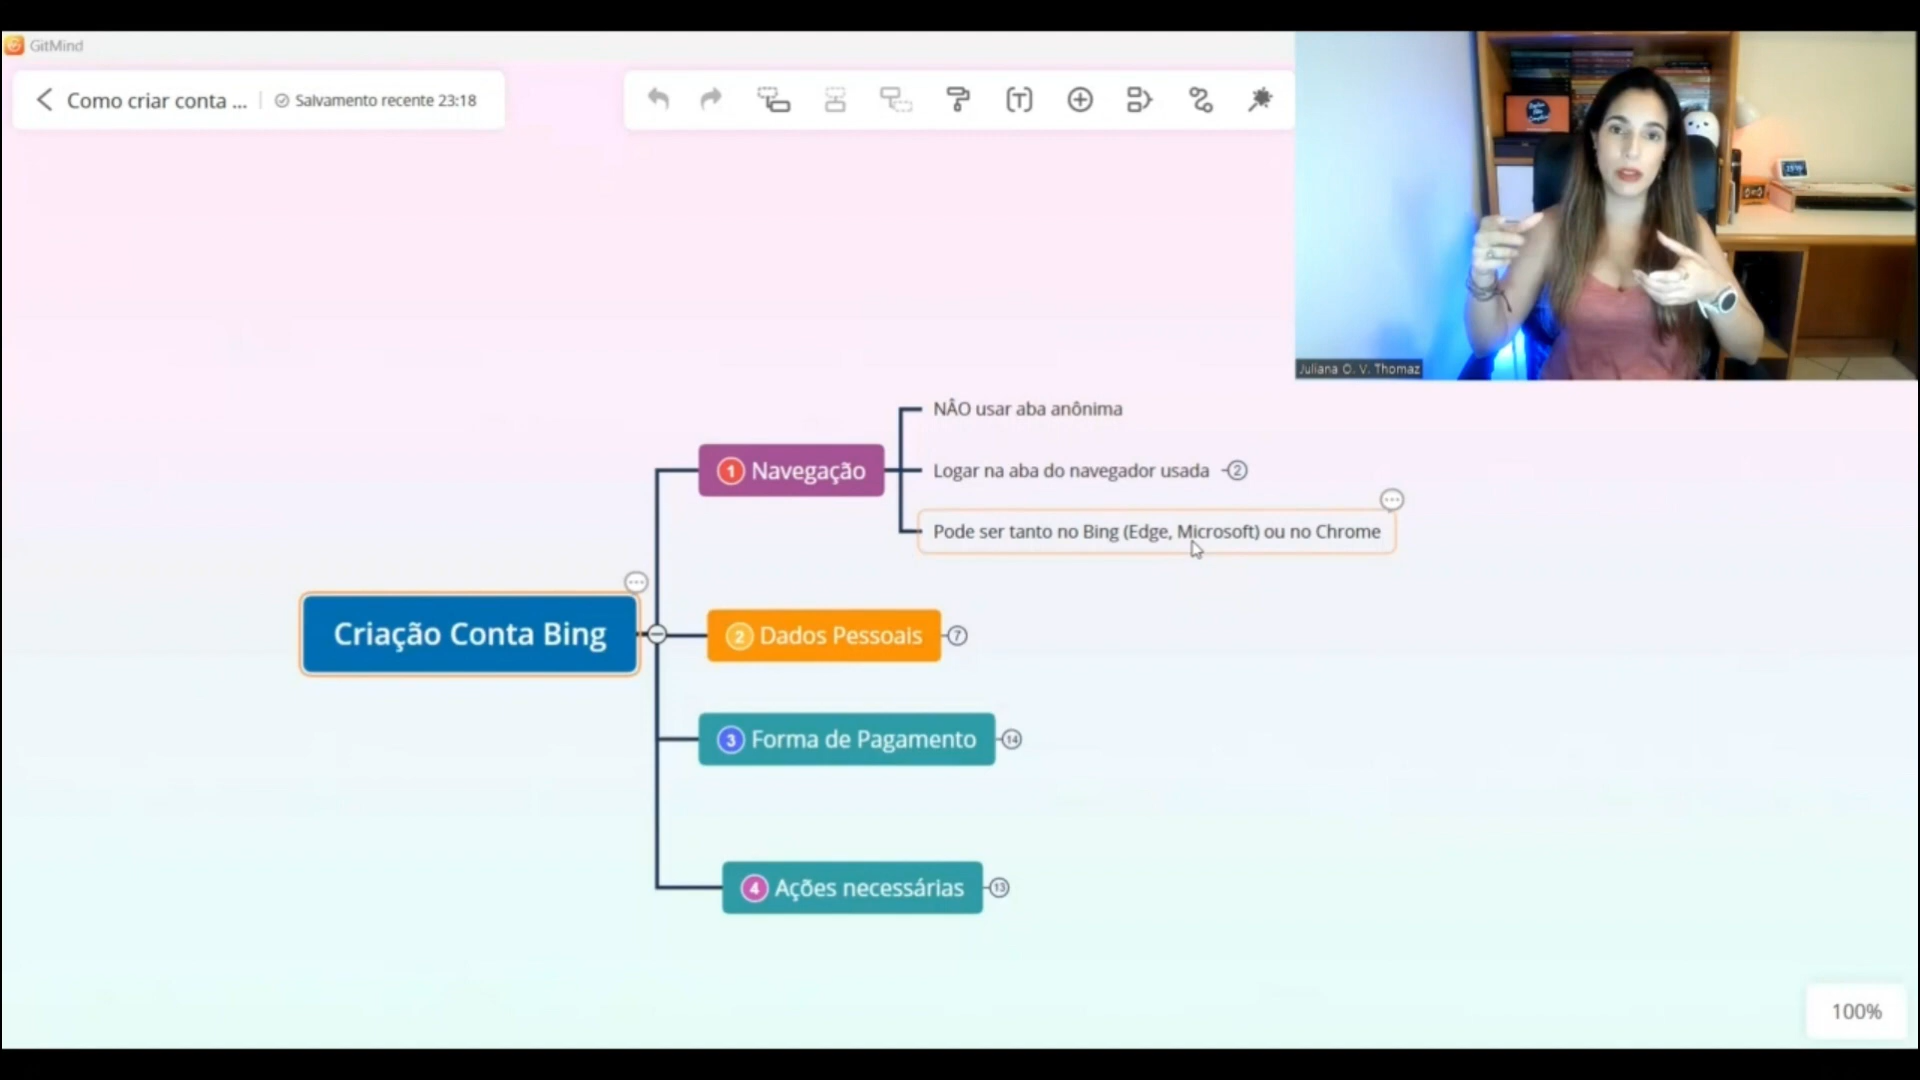 GitMind
Como criar conta ...
Salvamento recente 23:18
Juliana O. V. Thomaz
NÂO usar aba anônima
1 Navegação
Logar na aba do navegador usada 2
Pode ser tanto no Bing (Edge, Microsoft) ou no Chrome
Criação Conta Bing
2 Dados Pessoais 7
3 Forma de Pagamento 14
4 Ações necessárias 13
100%